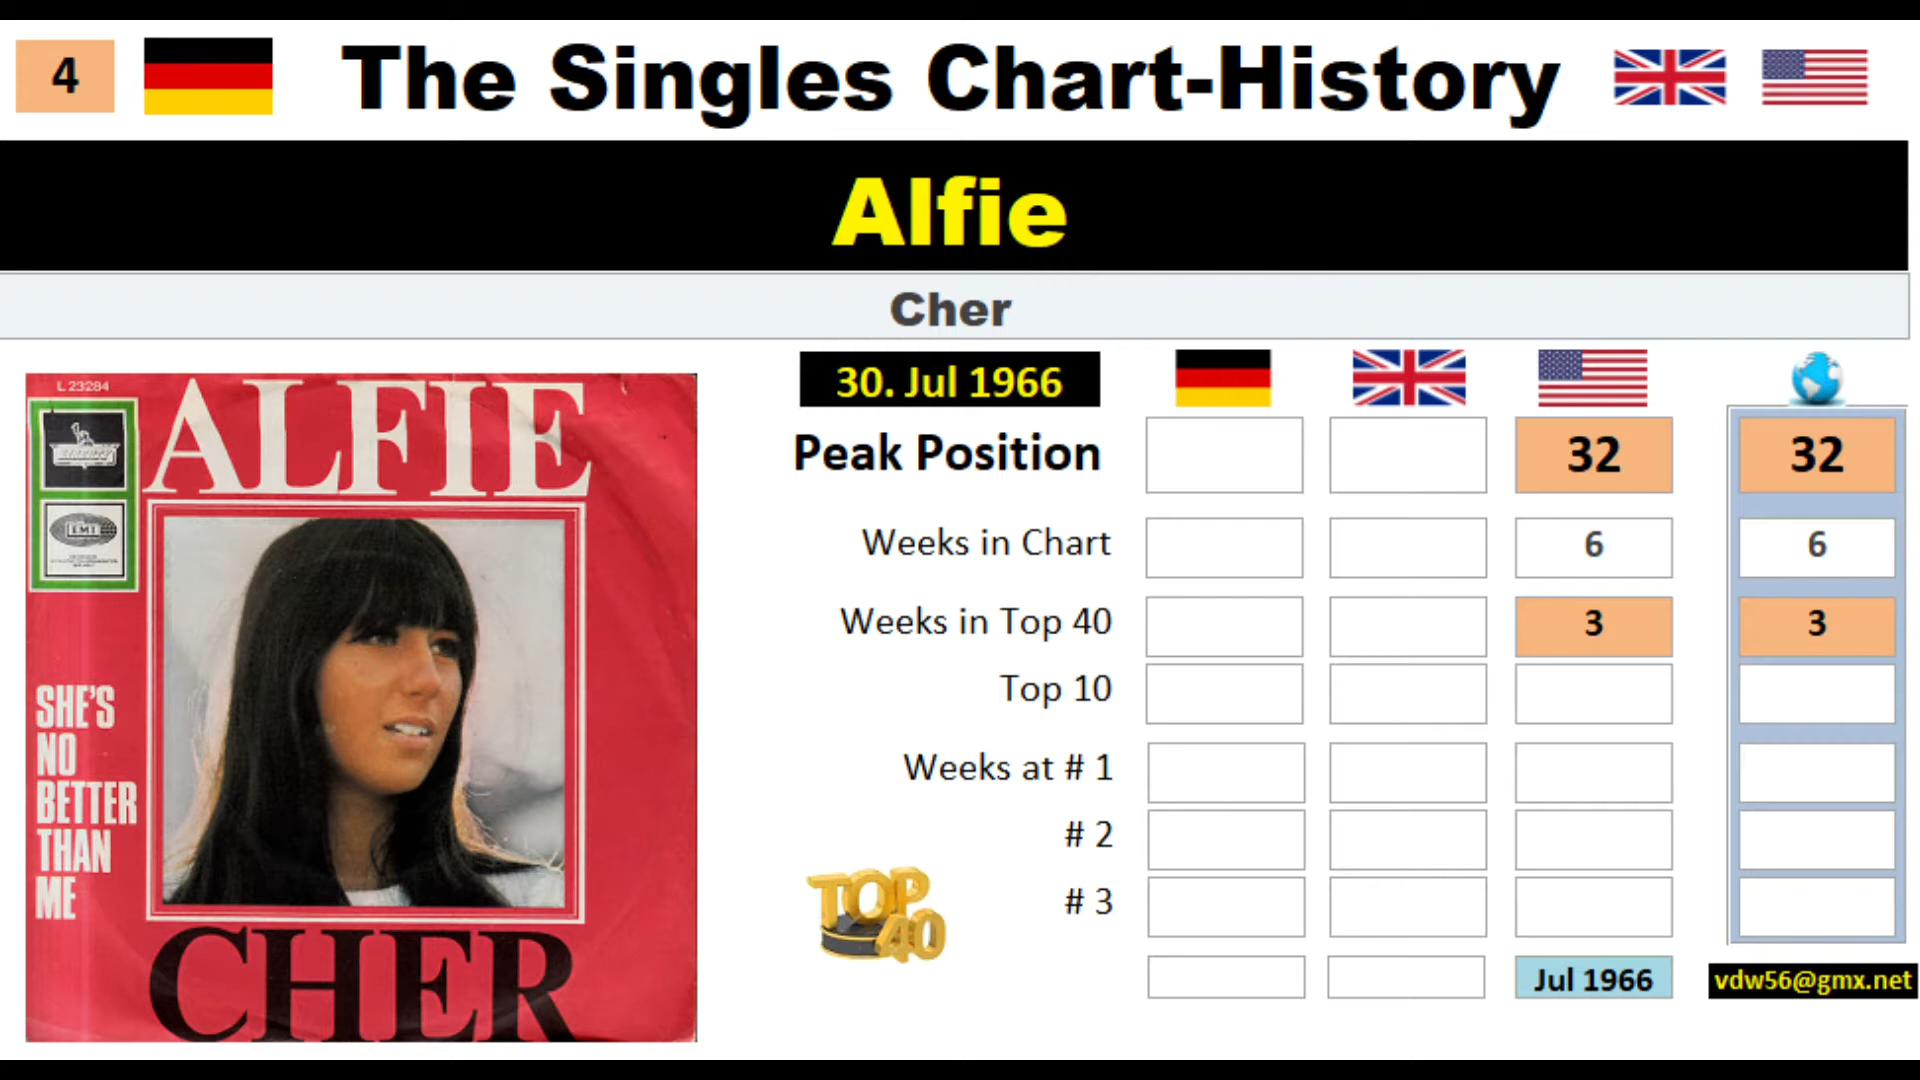 4
The Singles Chart-History
Alfie
Cher
L 23284
ALFIE
LIBERTY
EMI
SHE'S
NO
BETTER
THAN
ME
CHER
30. Jul 1966
Peak Position
32
32
Weeks in Chart
6
6
Weeks in Top 40
3
3
Top 10
Weeks at # 1
# 2
# 3
TOP
40
Jul 1966
vdw56@gmx.net